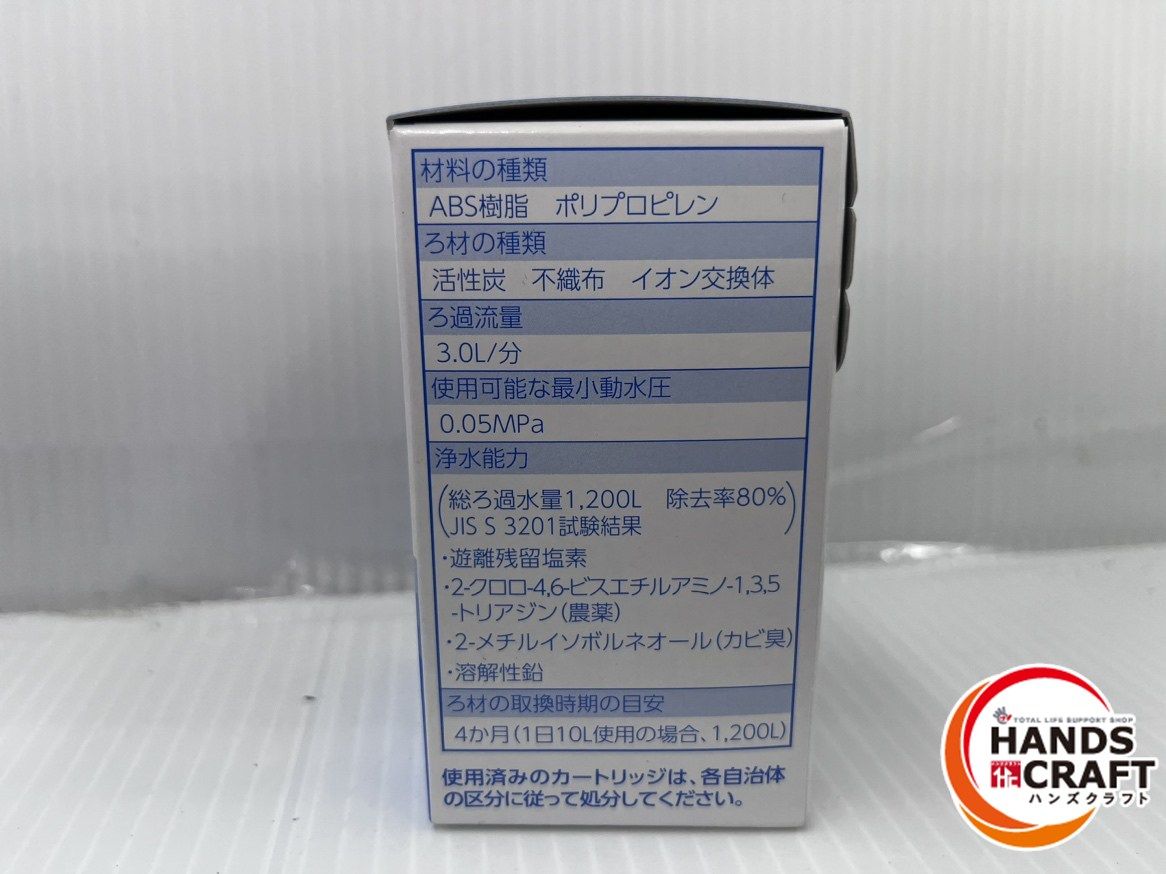 材料の種類
ABS樹脂 ポリプロピレン
ろ材の種類
活性炭 不織布 イオン交換体
ろ過流量
3.0L/分
使用可能な最小動水圧
0.05MPa
浄水能力
(総ろ過水量1,200L 除去率80%
JIS S 3201試験結果)
・遊離残留塩素
・2-クロロ-4,6-ビスエチルアミノ-1,3,5
-トリアジン(農薬)
・2-メチルイソボルネオール(カビ臭)
・溶解性鉛
ろ材の取換時期の目安
4か月(1日10L使用の場合、1,200L)
使用済みのカートリッジは、各自治体
の区分に従って処分してください。
TOTAL LIFE SUPPORT SHOP
HANDS
CRAFT
ハンズクラフト